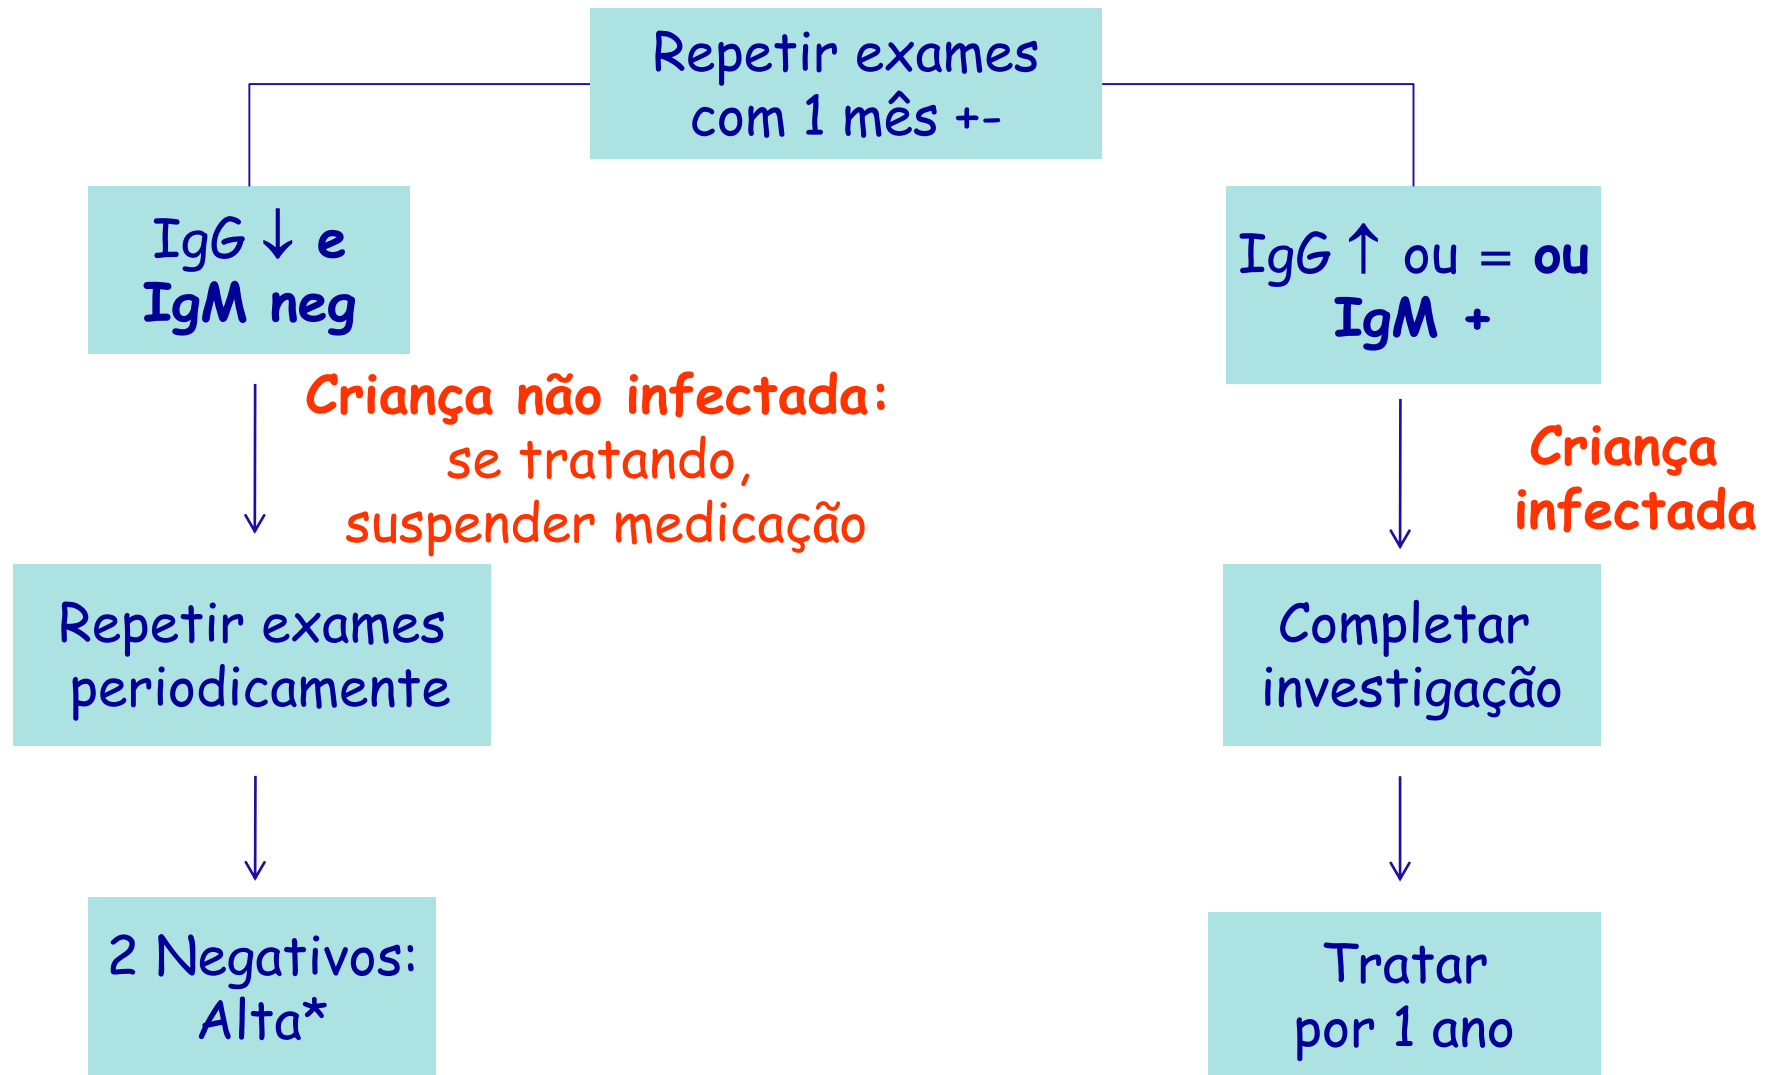 Repetir exames
com 1 mês +-
IgG ↓ e
IgM neg
IgG ↑ ou = ou
IgM +
Criança não infectada:
se tratando,
suspender medicação
Criança
infectada
Repetir exames
periodicamente
Completar
investigação
2 Negativos:
Alta*
Tratar
por 1 ano